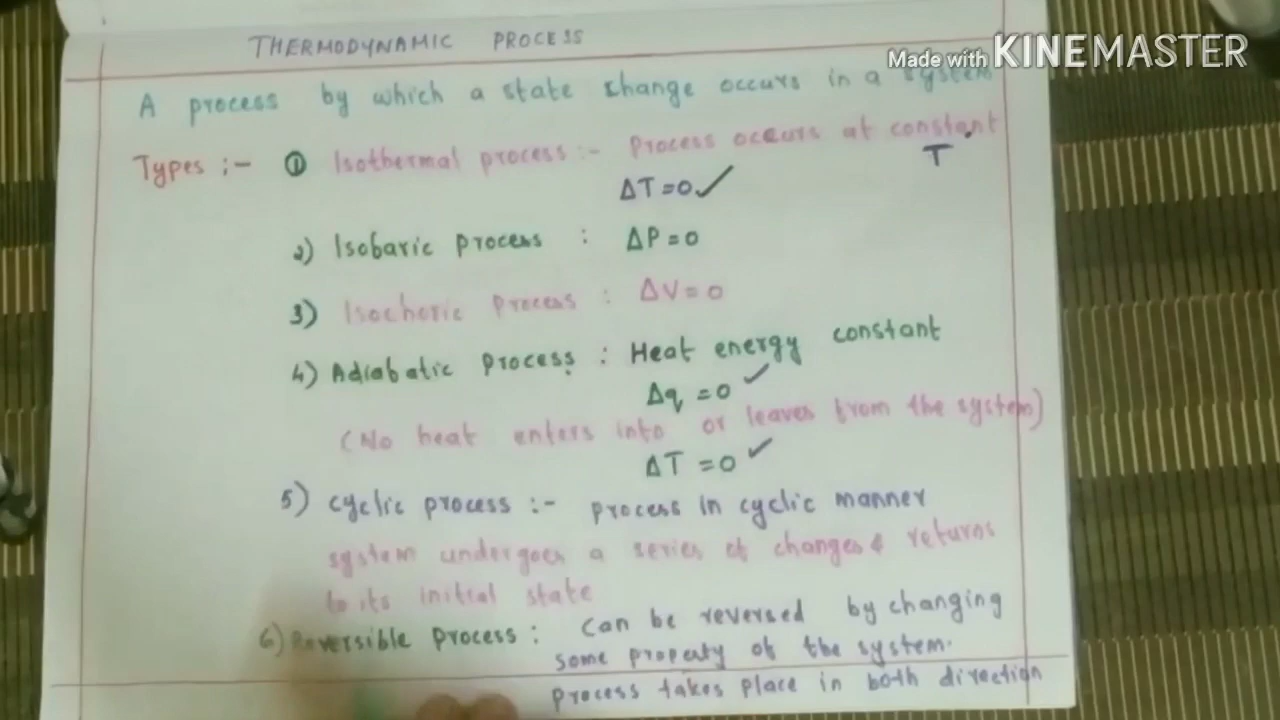 THERMODYNAMIC PROCESS
Made with KINEMASTER
A process by which a state change occurs in a system
Types :- ① Isothermal process :- Process occurs at constant
T
ΔT=0✓
2) Isobaric process : ΔP=0
3) Isochoric Process : ΔV=0
4) Adiabatic process : Heat energy constant
Δq =0 ✓
(No heat enters into or leaves from the system)
ΔT =0 ✓
5) cyclic process :- process in cyclic manner
system undergoes a series of changes & returns
to its initial state
6) Reversible process : can be reversed by changing
some property of the system.
process takes place in both direction